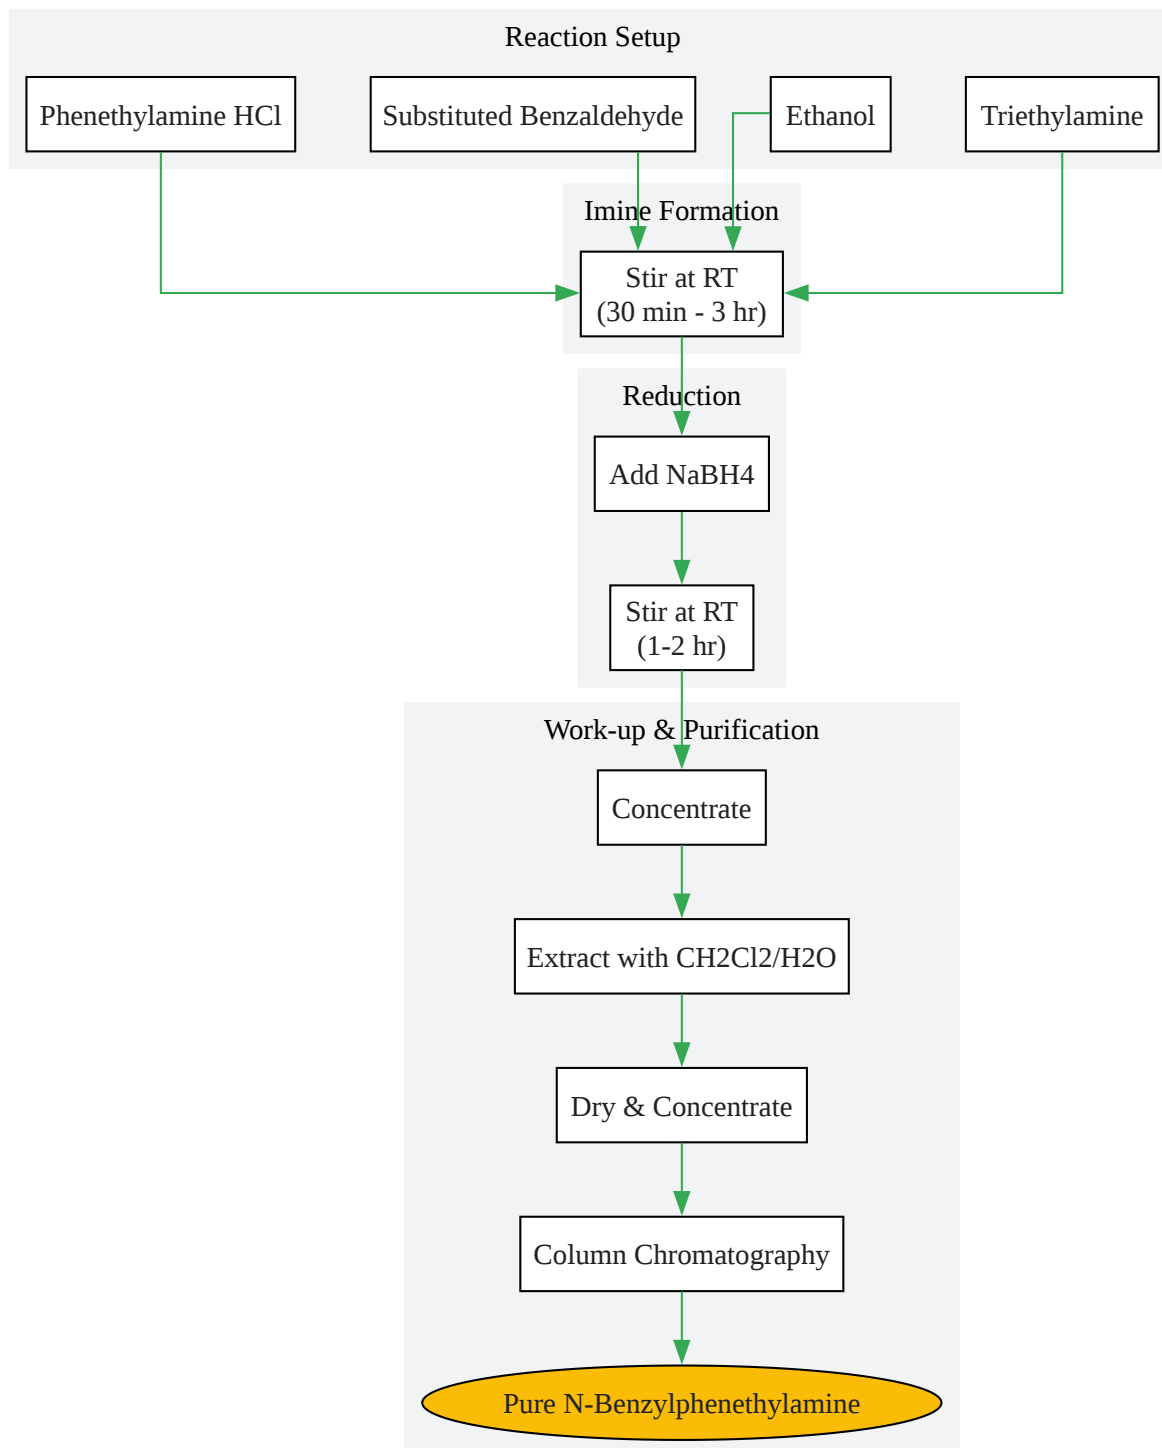 Reaction Setup
Phenethylamine HCl
Substituted Benzaldehyde
Ethanol
Triethylamine
Imine Formation
Stir at RT
(30 min - 3 hr)
Reduction
Add NaBH4
Stir at RT
(1-2 hr)
Work-up & Purification
Concentrate
Extract with CH2Cl2/H2O
Dry & Concentrate
Column Chromatography
Pure N-Benzylphenethylamine